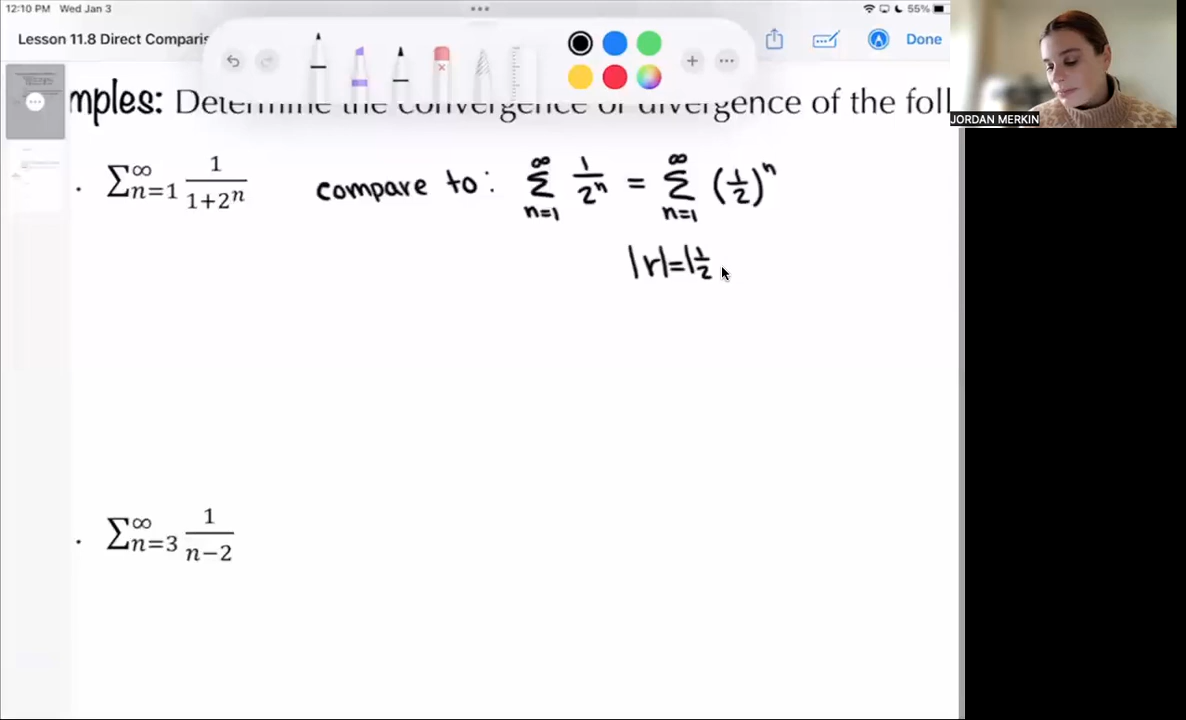 12:10 PM Wed Jan 3
55%
Lesson 11.8 Direct Comparis
Done
JORDAN MERKIN
mples: Determine the convergence or divergence of the foll
. ∑∞n=1 1/(1+2ⁿ) compare to: ∞∑n=1 1/2ⁿ = ∞∑n=1 (1/2)ⁿ
|r|=|1/2
. ∑∞n=3 1/(n−2)